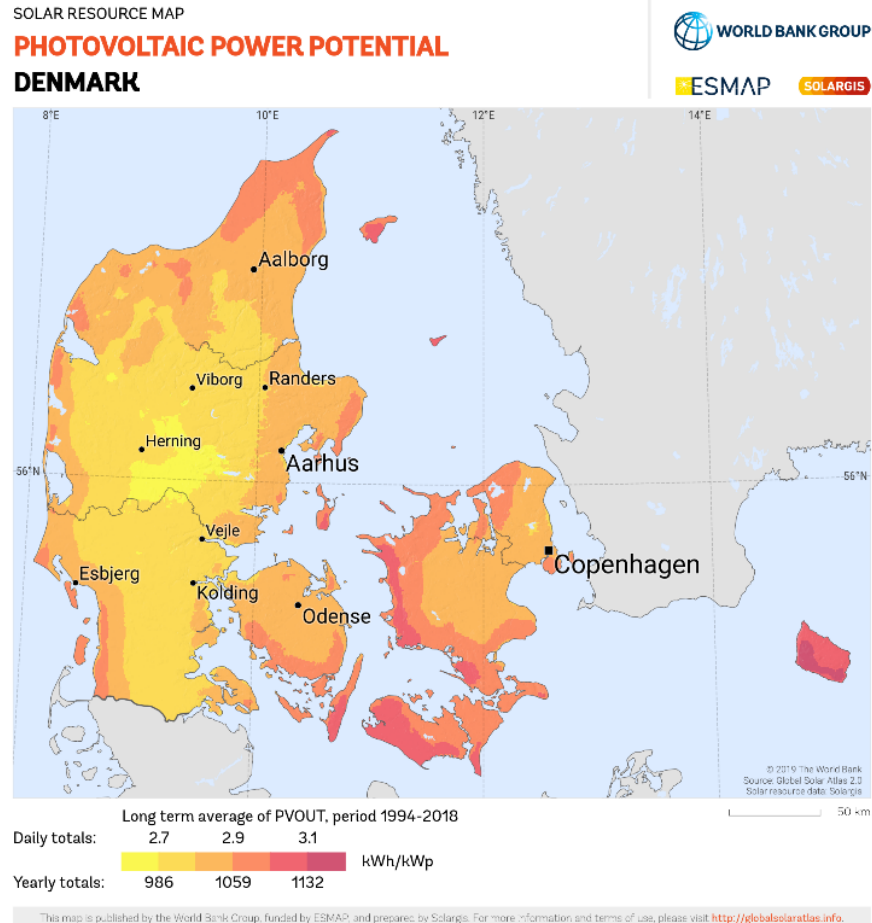 SOLAR RESOURCE MAP
PHOTOVOLTAIC POWER POTENTIAL
DENMARK
WORLD BANK GROUP
ESMAP
SOLARGIS
8°E
10°E
12°E
14°E
Aalborg
Viborg
Randers
Herning
Aarhus
56°N
56°N
Vejle
Copenhagen
Esbjerg
Kolding
Odense
© 2019 The World Bank
Source: Global Solar Atlas 2.0
Solar resource data: Solargis
Long term average of PVOUT, period 1994-2018
50 km
Daily totals: 2.7 2.9 3.1
kWh/kWp
Yearly totals: 986 1059 1132
This map is published by the World Bank Group, funded by ESMAP, and prepared by Solargis. For more information and terms of use, please visit http://globalsolaratlas.info.